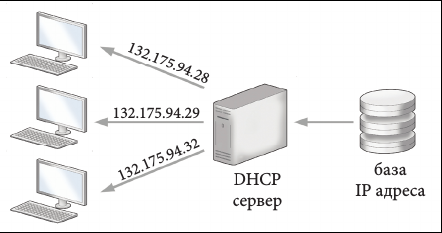 132.175.94.28
132.175.94.29
132.175.94.32
DHCP
сервер
база
IP адреса